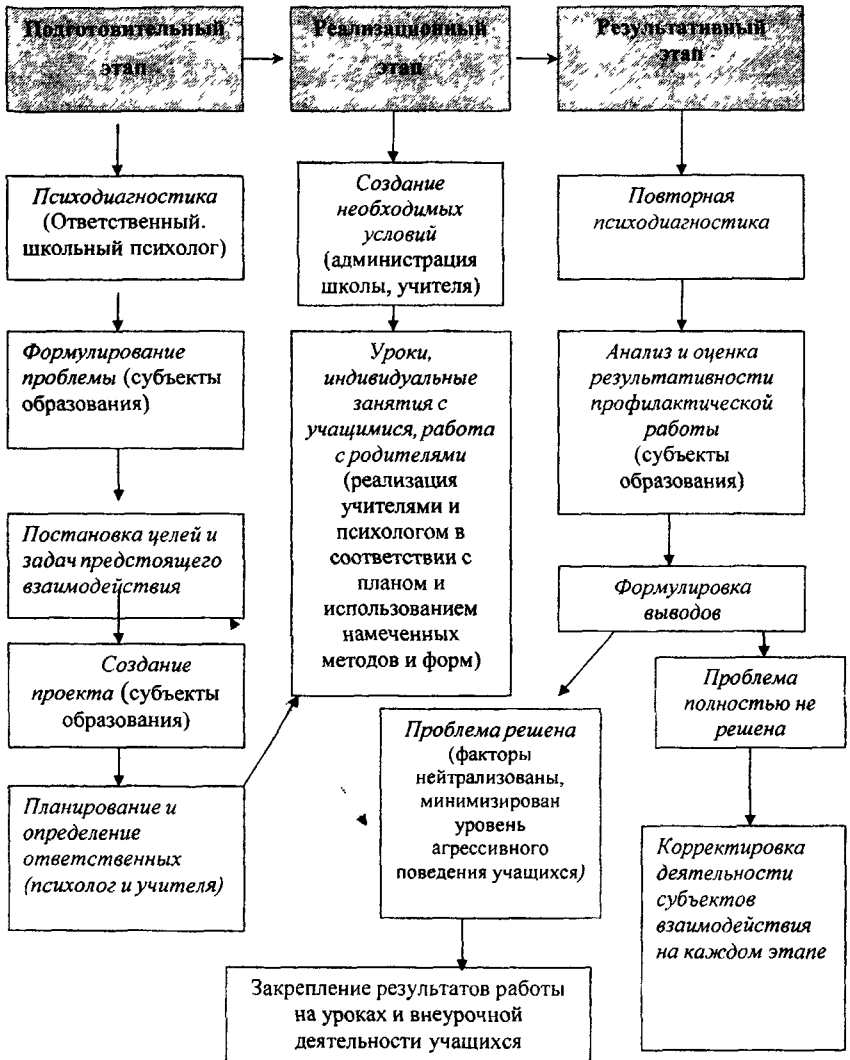 Подготовительный
этап
Реализационный
этап
Результативный
этап
Психодиагностика
(Ответственный.
школьный психолог)
Формулирование
проблемы (субъекты
образования)
Постановка целей и
задач предстоящего
взаимодействия
Создание
проекта (субъекты
образования)
Планирование и
определение
ответственных
(психолог и учителя)
Создание
необходимых
условий
(администрация
школы, учителя)
Уроки,
индивидуальные
занятия с
учащимися, работа
с родителями
(реализация
учителями и
психологом в
соответствии с
планом и
использованием
намеченных
методов и форм)
Повторная
психодиагностика
Анализ и оценка
результативности
профилактической
работы
(субъекты
образования)
Формулировка
выводов
Проблема решена
(факторы
нейтрализованы,
минимизирован
уровень
агрессивного
поведения учащихся)
Закрепление результатов работы
на уроках и внеурочной
деятельности учащихся
Проблема
полностью не
решена
Корректировка
деятельности
субъектов
взаимодействия
на каждом этапе